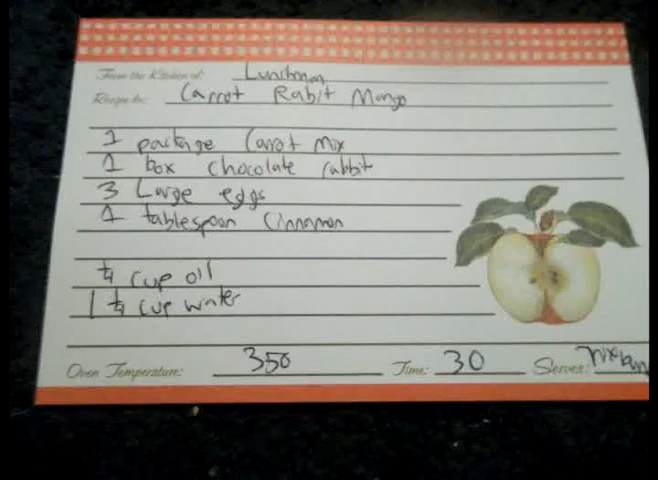 From the Kitchen of: Lunchman
Recipe for: Carrot Rabit Mongo
1 package Carrot Mix
1 box chocolate rabbit
3 Large eggs
1 tablespoon Cinnamon
1/4 cup oil
1 1/4 cup water
Oven Temperature: 350 Time: 30 Serves: